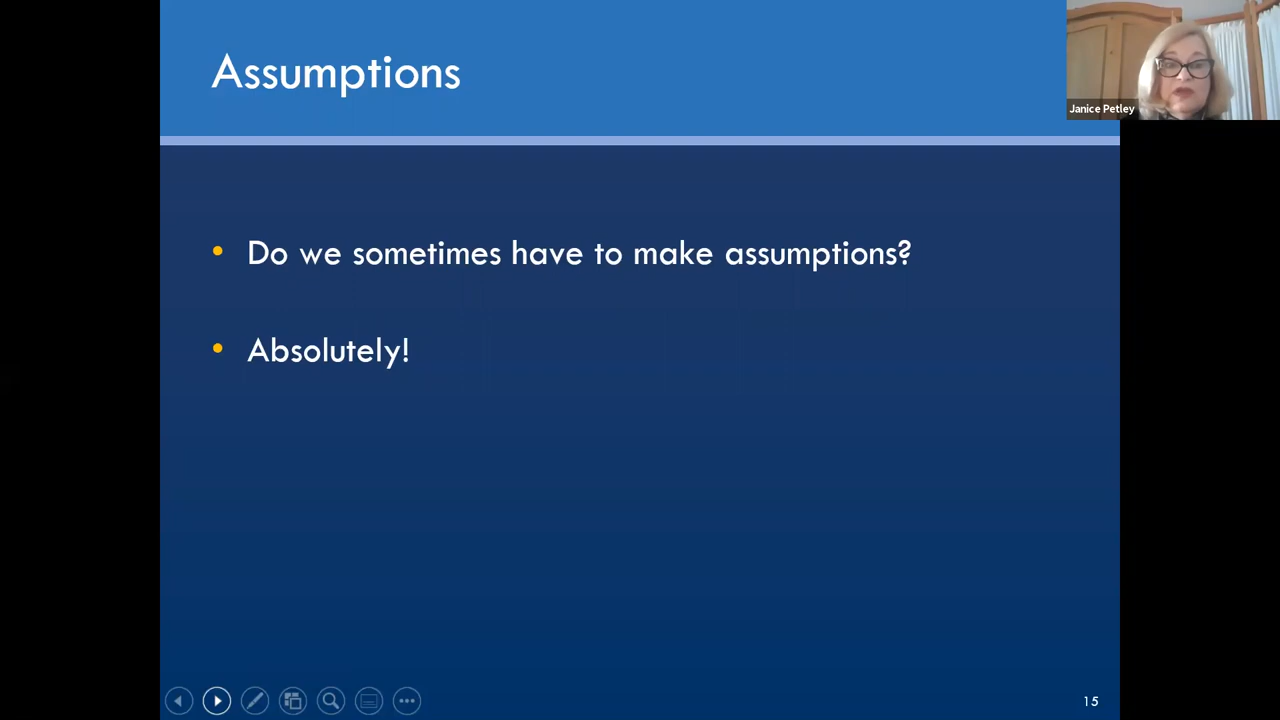 Assumptions
Janice Petley
Do we sometimes have to make assumptions?
Absolutely!
15